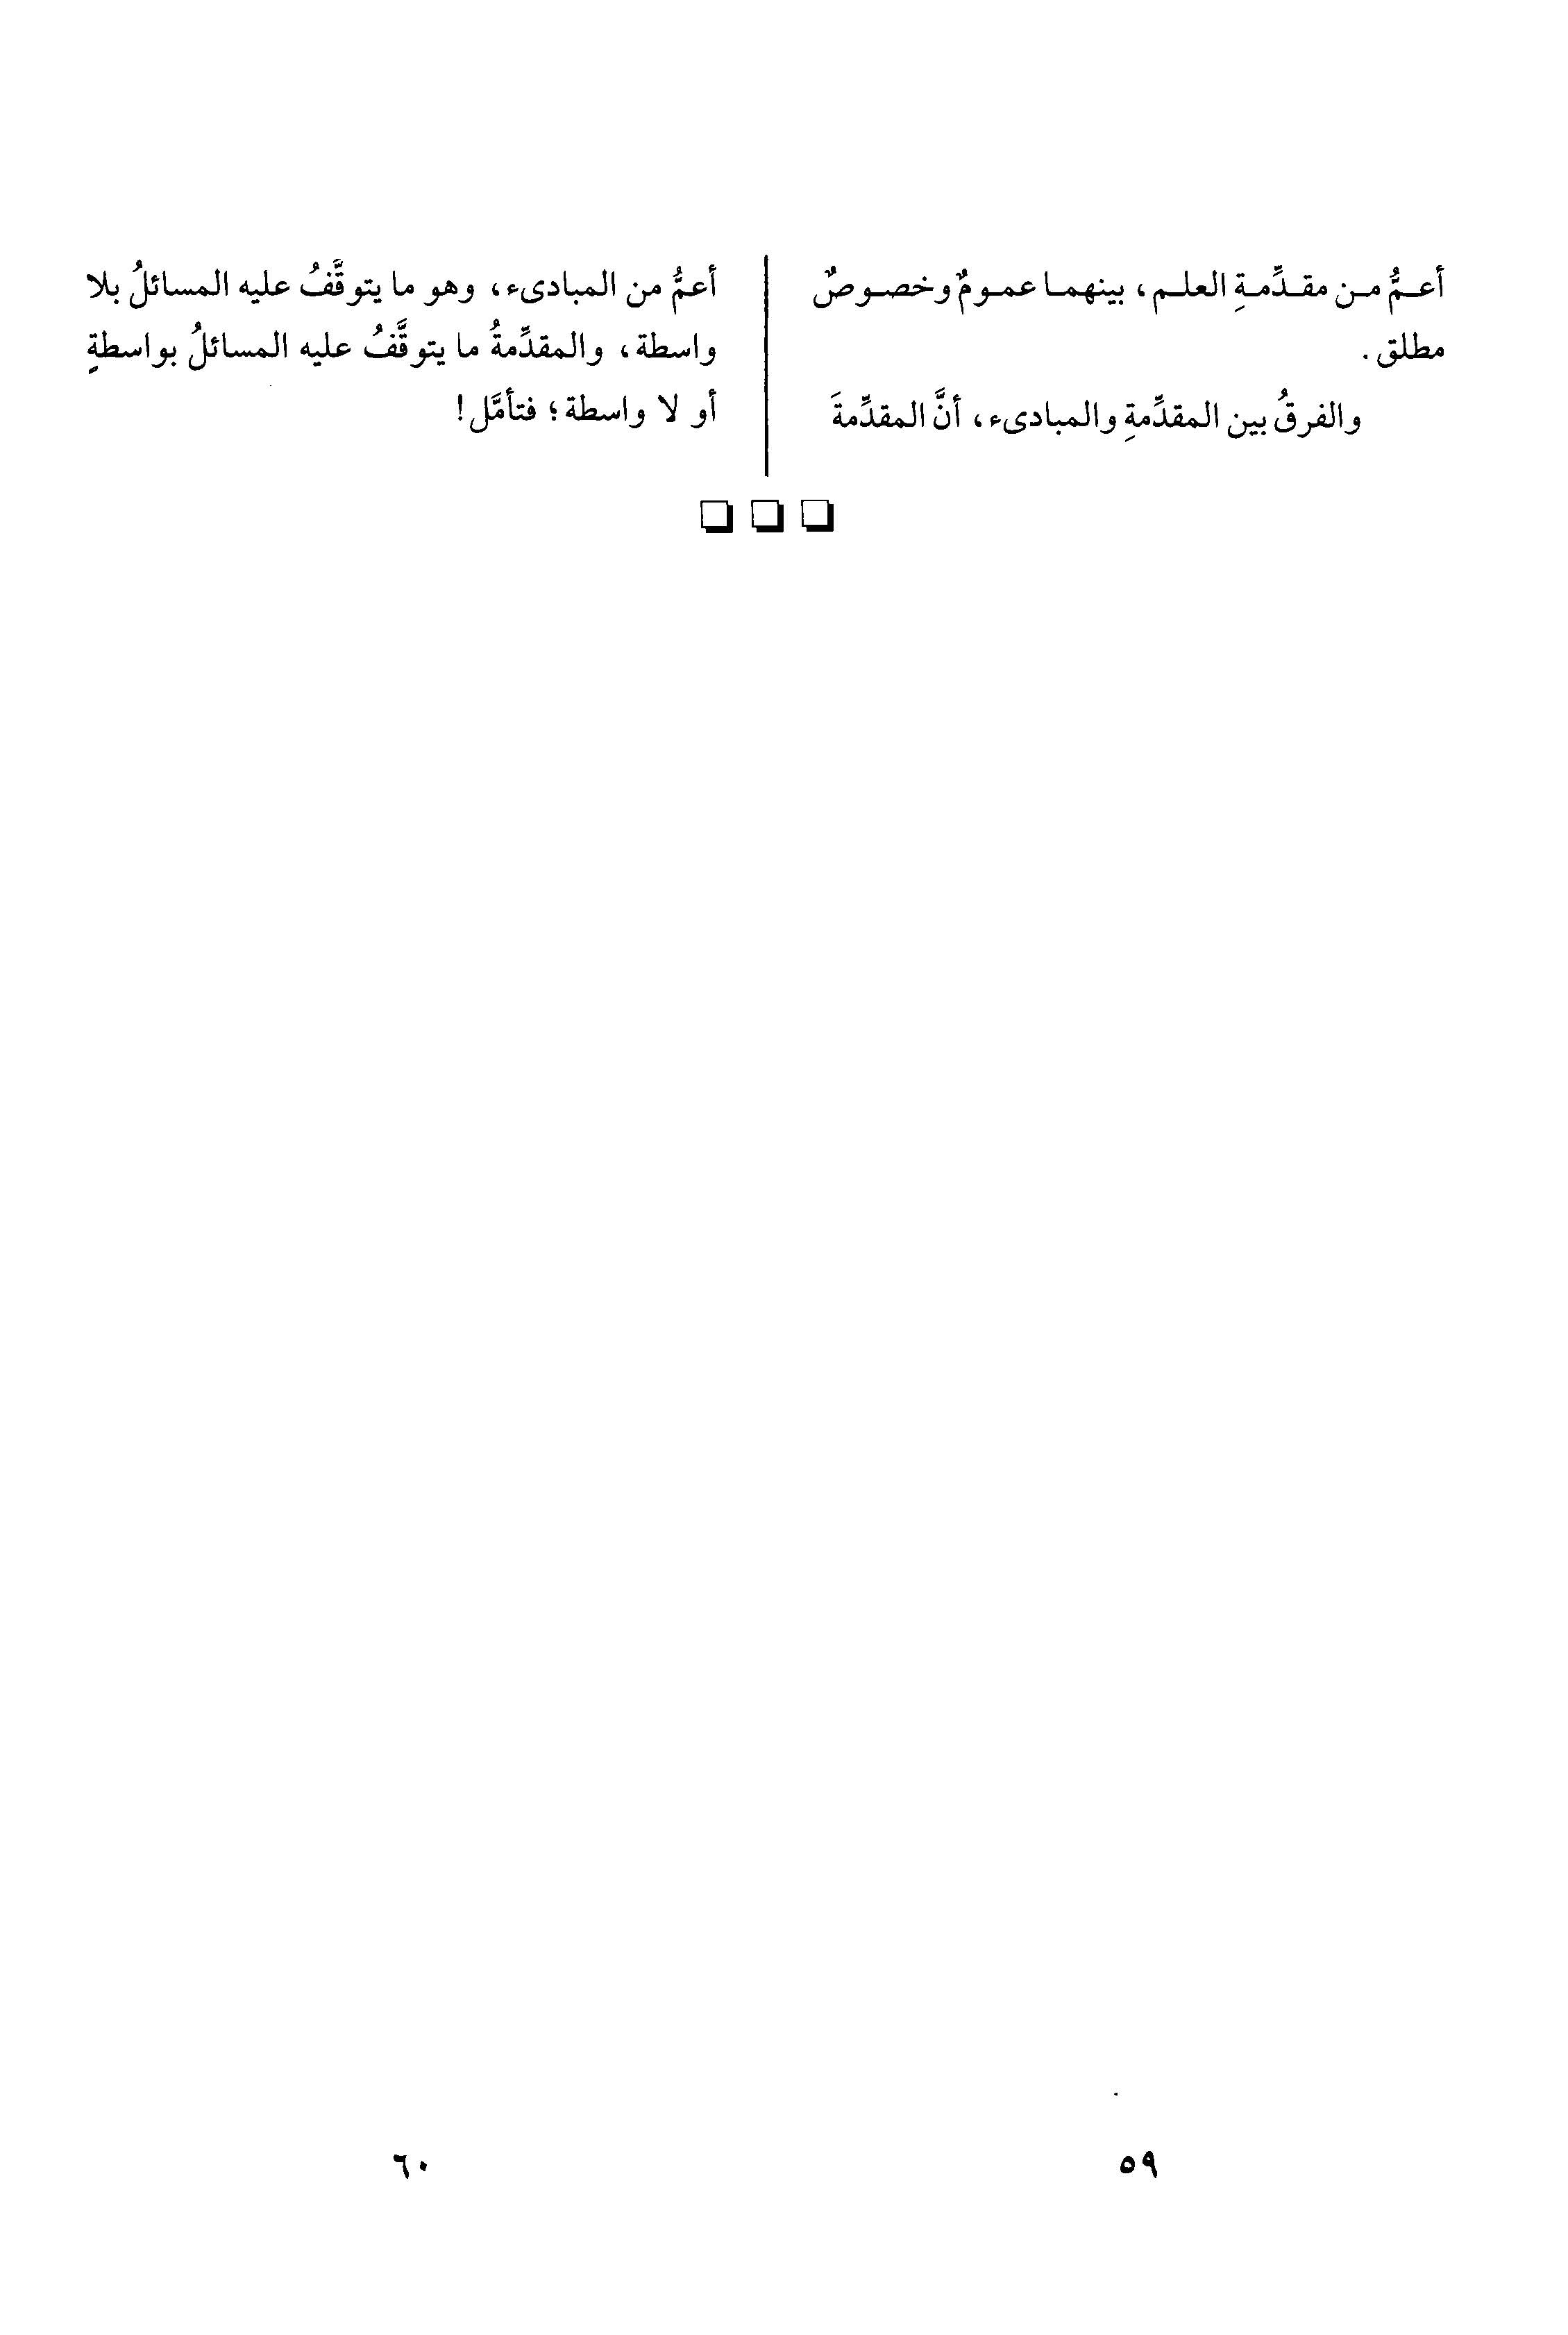 أعـمُّ مـن مقـدِّمـةِ العلـم، بينهمـا عمـومٌ وخصـوصٌ
مطلق.
والفرقُ بين المقدِّمةِ والمبادىء، أنَّ المقدِّمةَ
أعمُّ من المبادىء، وهو ما يتوقَّفُ عليه المسائلُ بلا
واسطة، والمقدِّمةُ ما يتوقَّفُ عليه المسائلُ بواسطةٍ
أو لا واسطة؛ فتأمَّل!
٥٩
٦٠